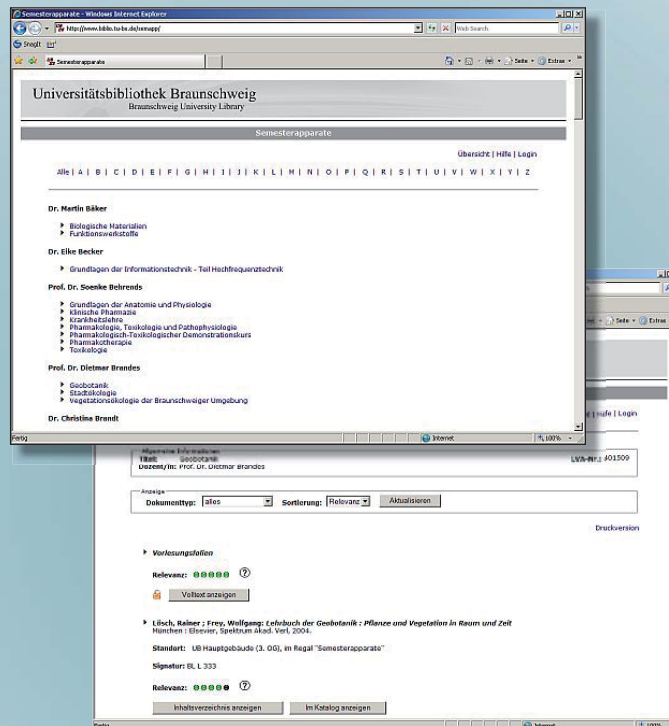 Semesterapparate - Windows Internet Explorer
http://www.biblio.tu-bs.de/semapp/
Web Search
SnagIt
Semesterapparate
Seite
Extras
Universitätsbibliothek Braunschweig
Braunschweig University Library
Semesterapparate
Übersicht | Hilfe | Login
Alle | A | B | C | D | E | F | G | H | I | J | K | L | M | N | O | P | Q | R | S | T | U | V | W | X | Y | Z
Dr. Martin Bäker
Biologische Materialien
Funktionswerkstoffe
Dr. Eike Becker
Grundlagen der Informationstechnik - Teil Hochfrequenztechnik
Prof. Dr. Soenke Behrends
Grundlagen der Anatomie und Physiologie
Klinische Pharmazie
Krankheitslehre
Pharmakologie, Toxikologie und Pathophysiologie
Pharmakologisch-Toxikologischer Demonstrationskurs
Pharmakotherapie
Toxikologie
Prof. Dr. Dietmar Brandes
Geobotanik
Stadtökologie
Vegetationsökologie der Braunschweiger Umgebung
Dr. Christina Brandt
Fertig
Internet
100%
Seite
Extras
Hilfe | Login
Allgemeine Informationen
Titel: Geobotanik
LVA-Nr.: 401509
Dozent/in: Prof. Dr. Dietmar Brandes
Anzeige
Dokumenttyp: alles Sortierung: Relevanz Aktualisieren
Druckversion
Vorlesungsfolien
Relevanz: ?
Volltext anzeigen
Lösch, Rainer ; Frey, Wolfgang: Lehrbuch der Geobotanik : Pflanze und Vegetation in Raum und Zeit
München : Elsevier, Spektrum Akad. Verl, 2004.
Standort: UB Hauptgebäude (3. OG), im Regal "Semesterapparate"
Signatur: BL L 333
Relevanz: ?
Inhaltsverzeichnis anzeigen Im Katalog anzeigen
Fertig
Internet
100%